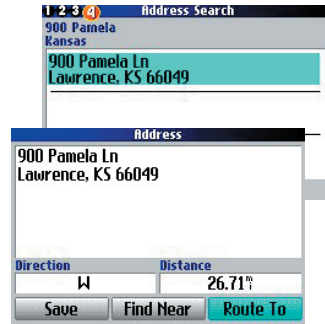 1 2 3 4 Address Search
900 Pamela
Kansas
900 Pamela Ln
Lawrence, KS 66049
Address
900 Pamela Ln
Lawrence, KS 66049
Direction Distance
W 26.71
Save Find Near Route To